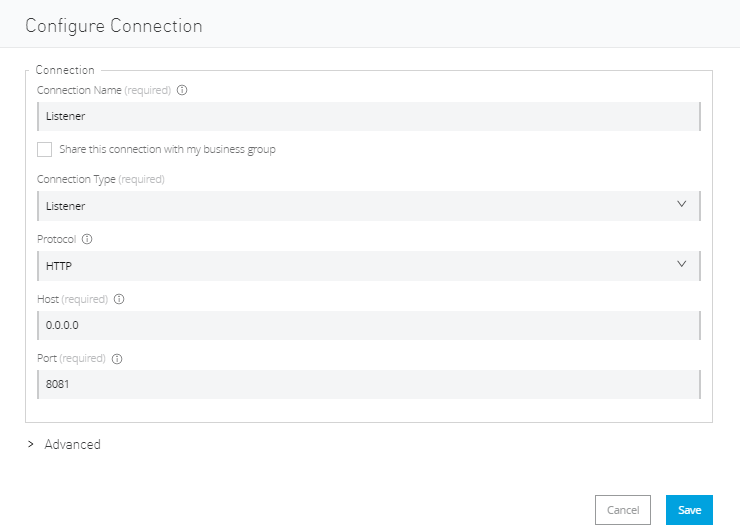 Configure Connection
Connection
Connection Name (required)
Listener
Share this connection with my business group
Connection Type (required)
Listener
Protocol
HTTP
Host (required)
0.0.0.0
Port (required)
8081
> Advanced
Cancel Save